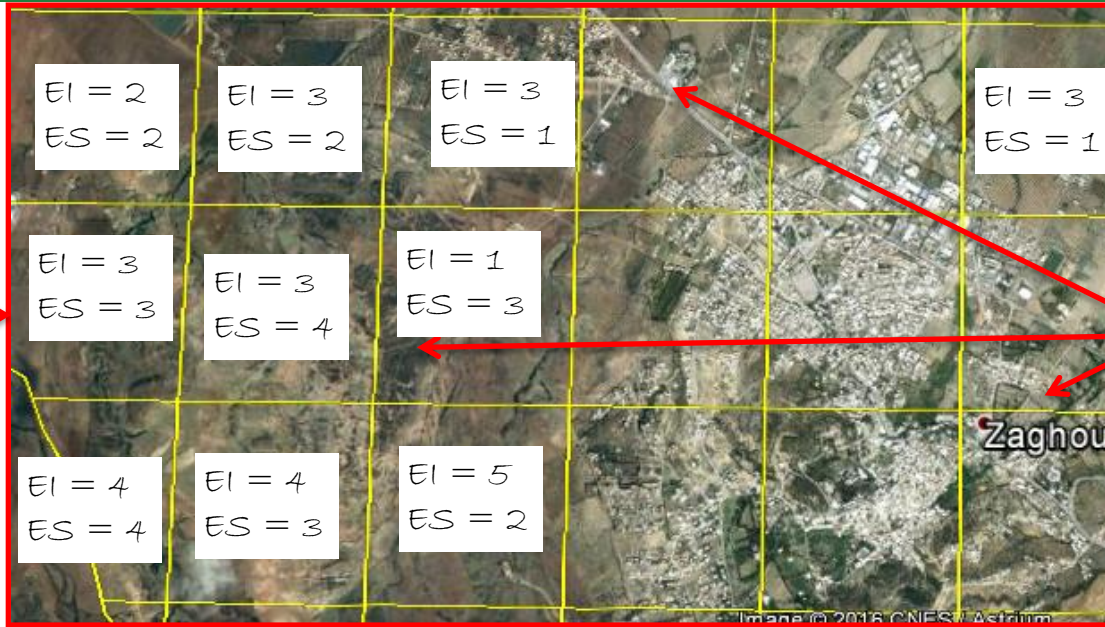 EI = 2
ES = 2
EI = 3
ES = 2
EI = 3
ES = 1
EI = 3
ES = 1
EI = 3
ES = 3
EI = 3
ES = 4
EI = 1
ES = 3
EI = 4
ES = 4
EI = 4
ES = 3
EI = 5
ES = 2
Zaghou
Image © 2016 CNES / Astrium